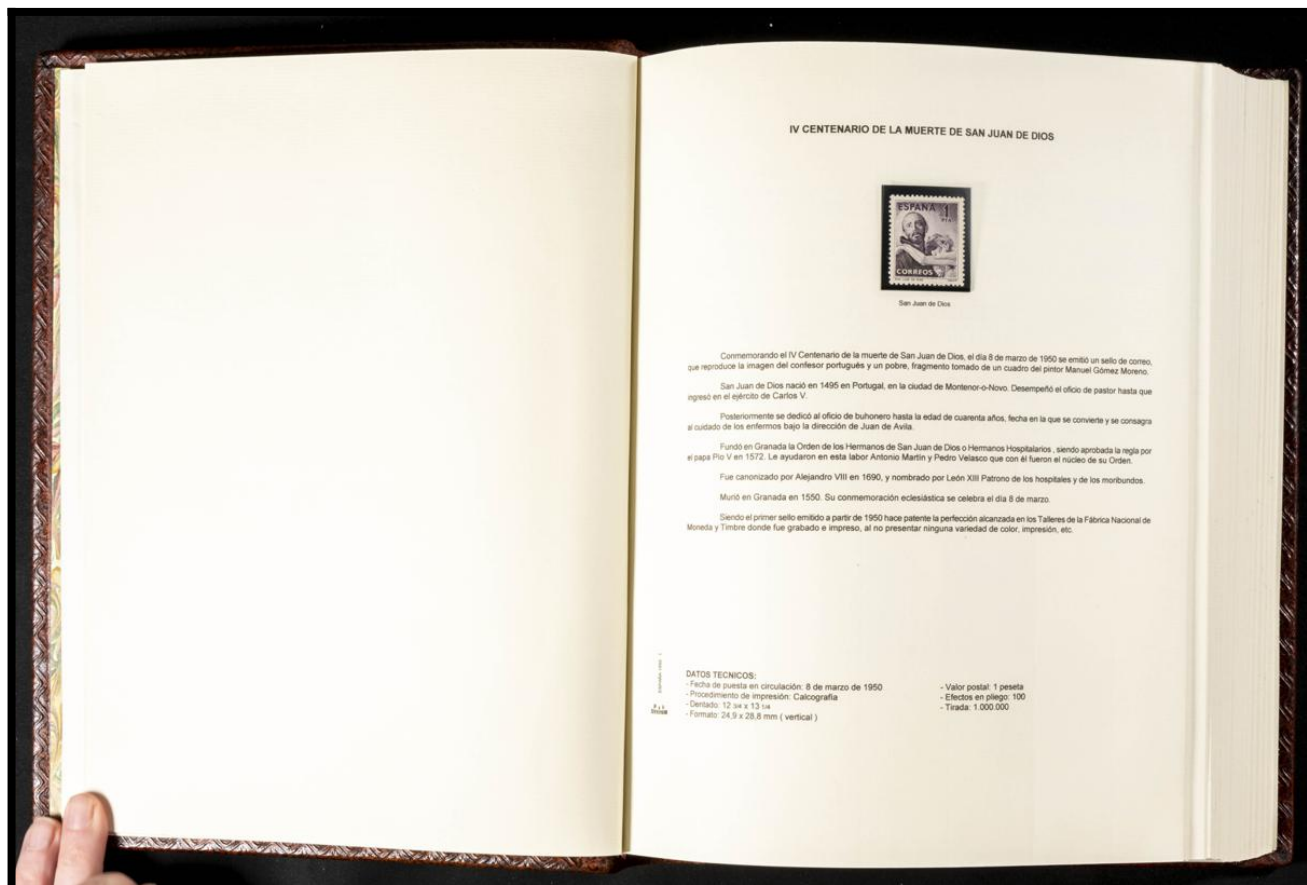 IV CENTENARIO DE LA MUERTE DE SAN JUAN DE DIOS
ESPAÑA 1
PTA
CORREOS
San Juan de Dios
Conmemorando el IV Centenario de la muerte de San Juan de Dios, el día 8 de marzo de 1950 se emitió un sello de correo,
que reproduce la imagen del confesor portugués y un pobre, fragmento tomado de un cuadro del pintor Manuel Gómez Moreno.
San Juan de Dios nació en 1495 en Portugal, en la ciudad de Montenor-o-Novo. Desempeñó el oficio de pastor hasta que
ingresó en el ejército de Carlos V.
Posteriormente se dedicó al oficio de buhonero hasta la edad de cuarenta años, fecha en la que se convierte y se consagra
al cuidado de los enfermos bajo la dirección de Juan de Avila.
Fundó en Granada la Orden de los Hermanos de San Juan de Dios o Hermanos Hospitalarios , siendo aprobada la regla por
el papa Pio V en 1572. Le ayudaron en esta labor Antonio Martín y Pedro Velasco que con él fueron el núcleo de su Orden.
Fue canonizado por Alejandro VIII en 1690, y nombrado por León XIII Patrono de los hospitales y de los moribundos.
Murió en Granada en 1550. Su conmemoración eclesiástica se celebra el día 8 de marzo.
Siendo el primer sello emitido a partir de 1950 hace patente la perfección alcanzada en los Talleres de la Fábrica Nacional de
Moneda y Timbre donde fue grabado e impreso, al no presentar ninguna variedad de color, impresión, etc.
ESPAÑA 1950 - 1
DATOS TECNICOS:
- Fecha de puesta en circulación: 8 de marzo de 1950
- Procedimiento de impresión: Calcografía
- Dentado: 12 3/4 x 13 1/4
- Formato: 24,9 x 28,8 mm ( vertical )
- Valor postal: 1 peseta
- Efectos en pliego: 100
- Tirada: 1.000.000